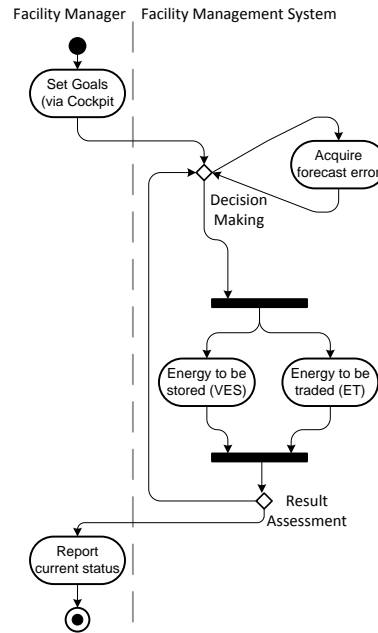 Facility Manager
Facility Management System
Set Goals
(via Cockpit
Acquire
forecast error
Decision
Making
Energy to be
stored (VES)
Energy to be
traded (ET)
Result
Assessment
Report
current status